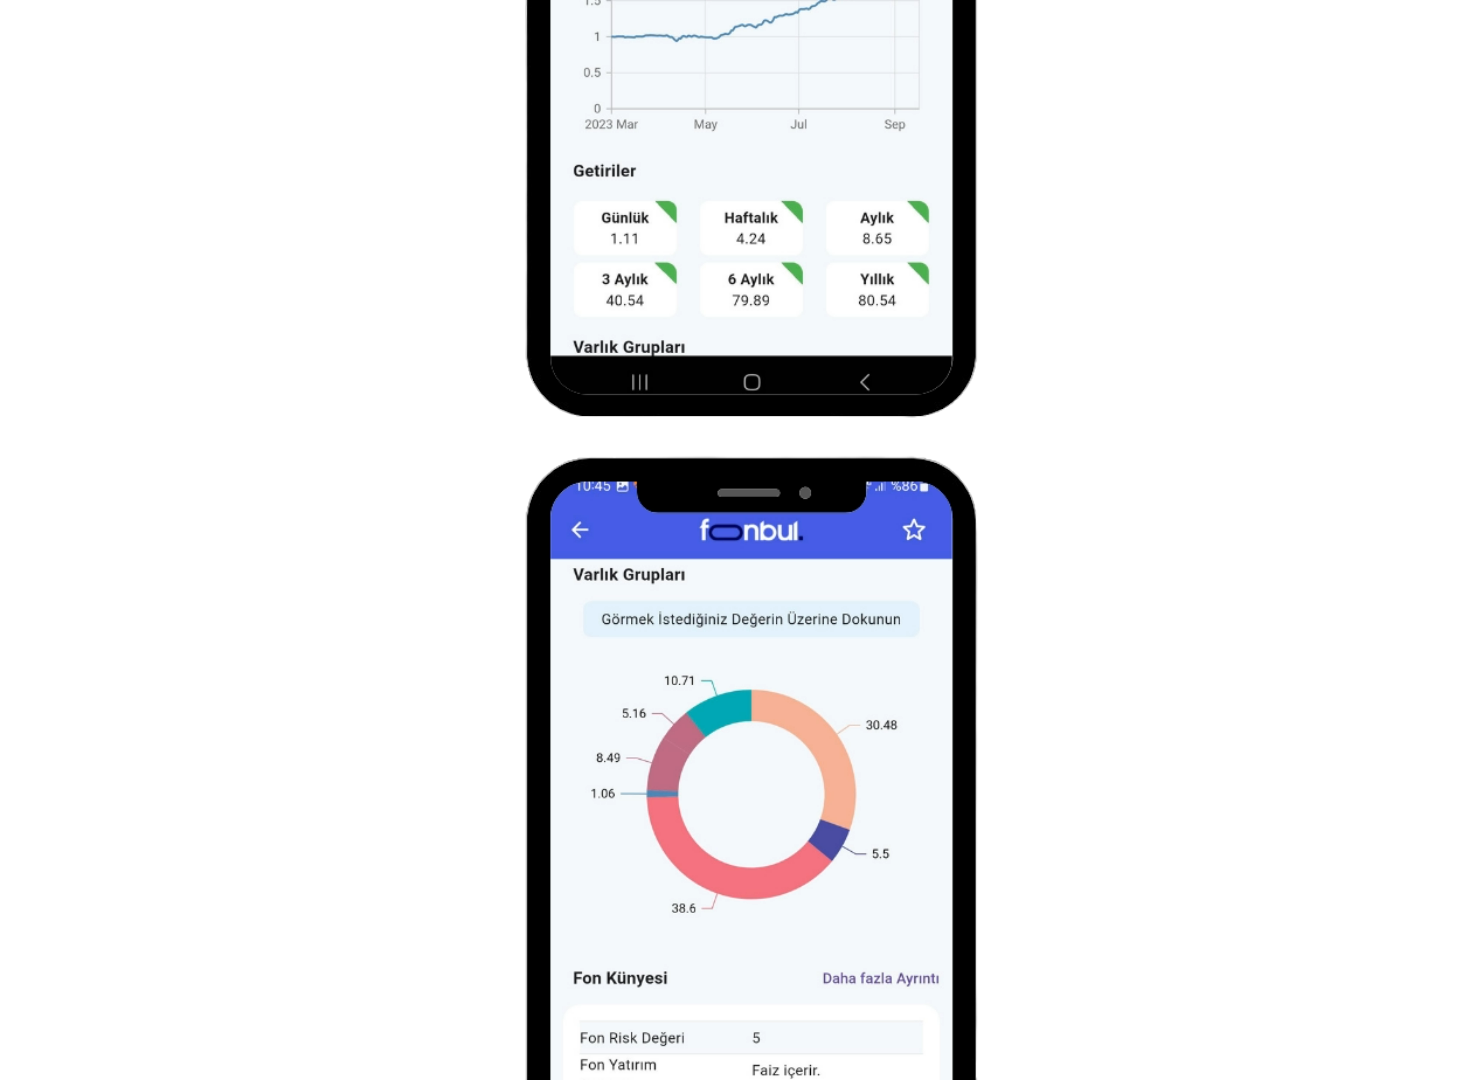 1.5
1
0.5
0
2023 Mar May Jul Sep
Getiriler
Günlük Haftalık Aylık
1.11 4.24 8.65
3 Aylık 6 Aylık Yıllık
40.54 79.89 80.54
Varlık Grupları
10:45 %86
fonbul.
Varlık Grupları
Görmek İstediğiniz Değerin Üzerine Dokunun
10.71
5.16
30.48
8.49
1.06
5.5
38.6
Fon Künyesi Daha fazla Ayrıntı
Fon Risk Değeri 5
Fon Yatırım
Faiz içerir.